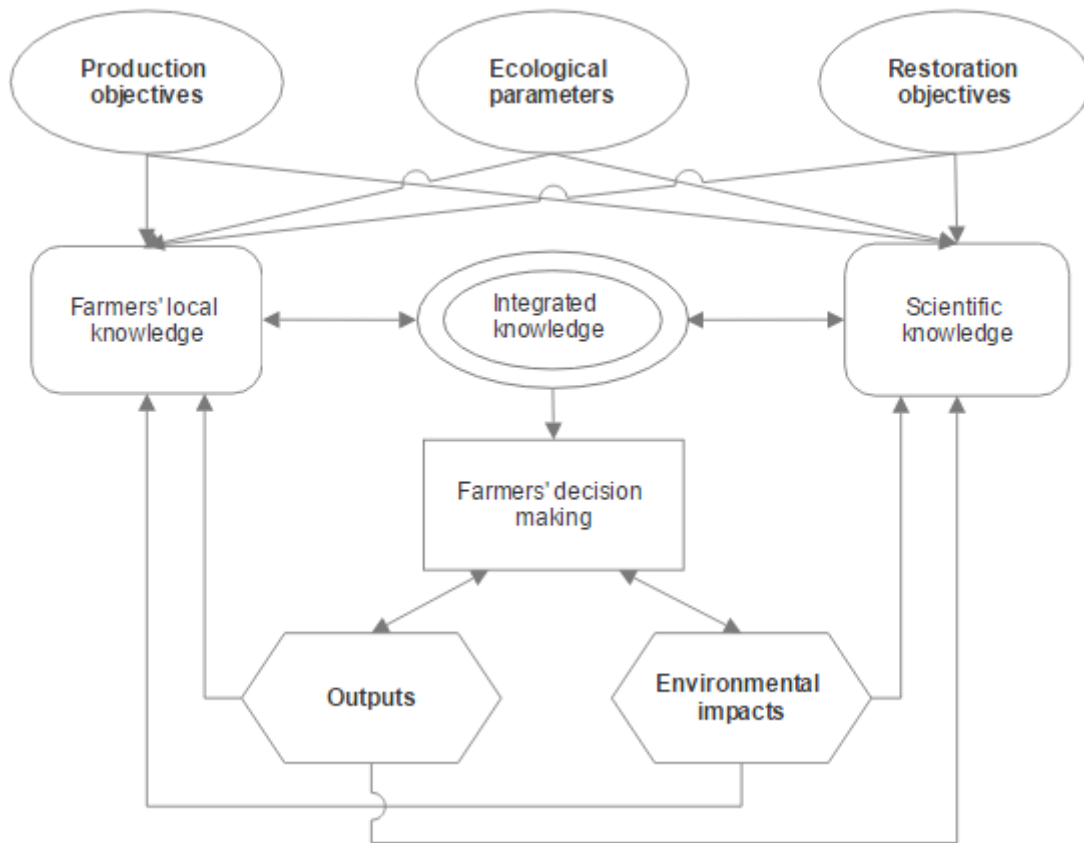 Production
objectives
Ecological
parameters
Restoration
objectives
Farmers' local
knowledge
Integrated
knowledge
Scientific
knowledge
Farmers' decision
making
Outputs
Environmental
impacts